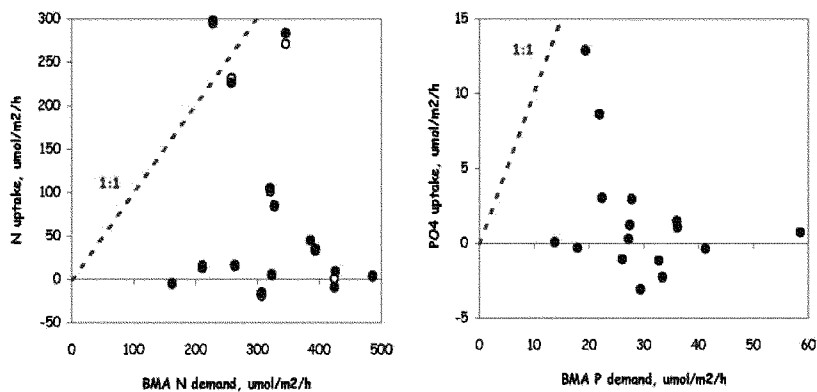 300
250
200
150
100
50
0
-50
N uptake, umol/m2/h
1:1
0 100 200 300 400 500
BMA N demand, umol/m2/h
15
10
5
0
-5
PO4 uptake, umol/m2/h
1:1
0 10 20 30 40 50 60
BMA P demand, umol/m2/h